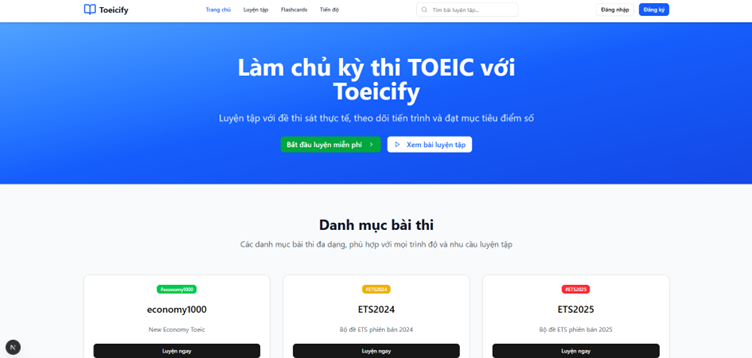 Toeicify
Trang chủ
Luyện tập
Flashcards
Tiến độ
Tìm bài luyện tập...
Đăng nhập
Đăng ký
Làm chủ kỳ thi TOEIC với
Toeicify
Luyện tập với đề thi sát thực tế, theo dõi tiến trình và đạt mục tiêu điểm số
Bắt đầu luyện miễn phí
Xem bài luyện tập
Danh mục bài thi
Các danh mục bài thi đa dạng, phù hợp với mọi trình độ và nhu cầu luyện tập
#economy1000
economy1000
New Economy Toeic
Luyện ngay
#ETS2024
ETS2024
Bộ đề ETS phiên bản 2024
Luyện ngay
#ETS2025
ETS2025
Bộ đề ETS phiên bản 2025
Luyện ngay
N